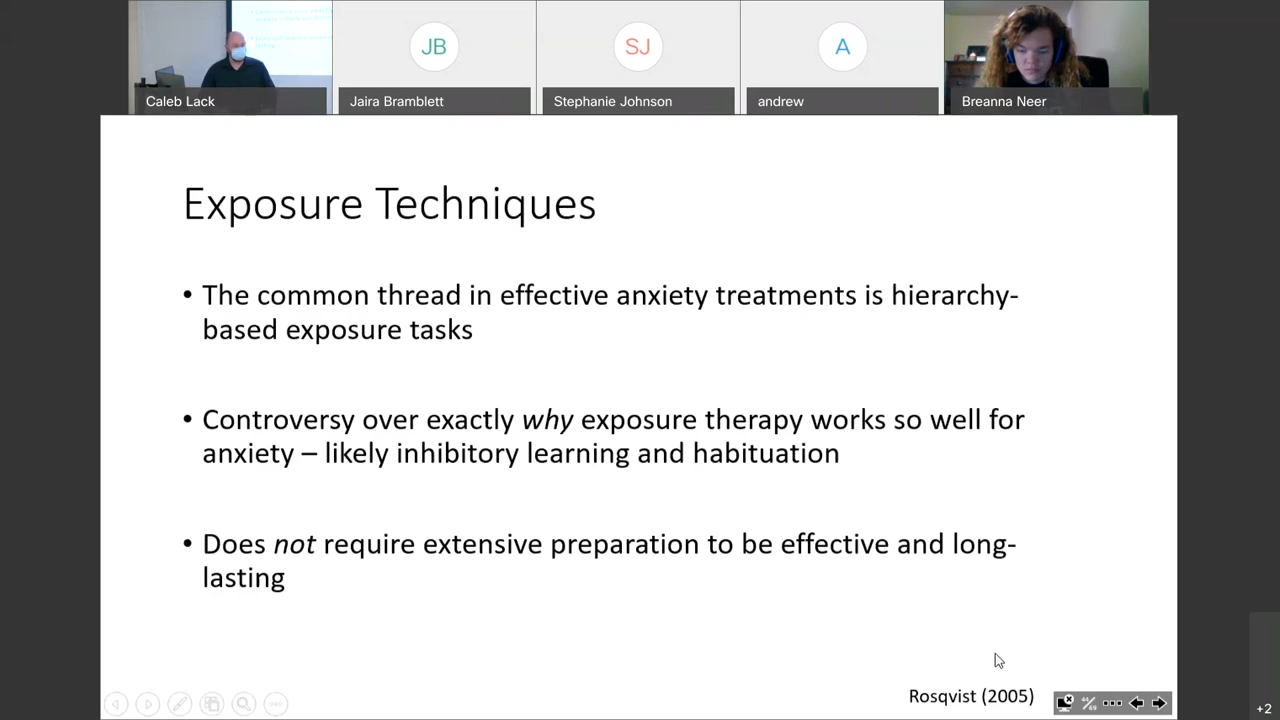 JB
SJ
A
Caleb Lack
Jaira Bramblett
Stephanie Johnson
andrew
Breanna Neer
Exposure Techniques
• The common thread in effective anxiety treatments is hierarchy-
based exposure tasks
• Controversy over exactly why exposure therapy works so well for
anxiety – likely inhibitory learning and habituation
• Does not require extensive preparation to be effective and long-
lasting
Rosqvist (2005)
+2